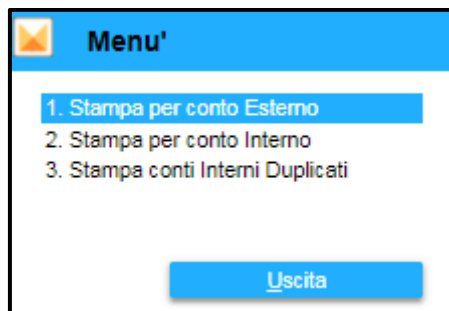 Menu'
1. Stampa per conto Esterno
2. Stampa per conto Interno
3. Stampa conti Interni Duplicati
Uscita